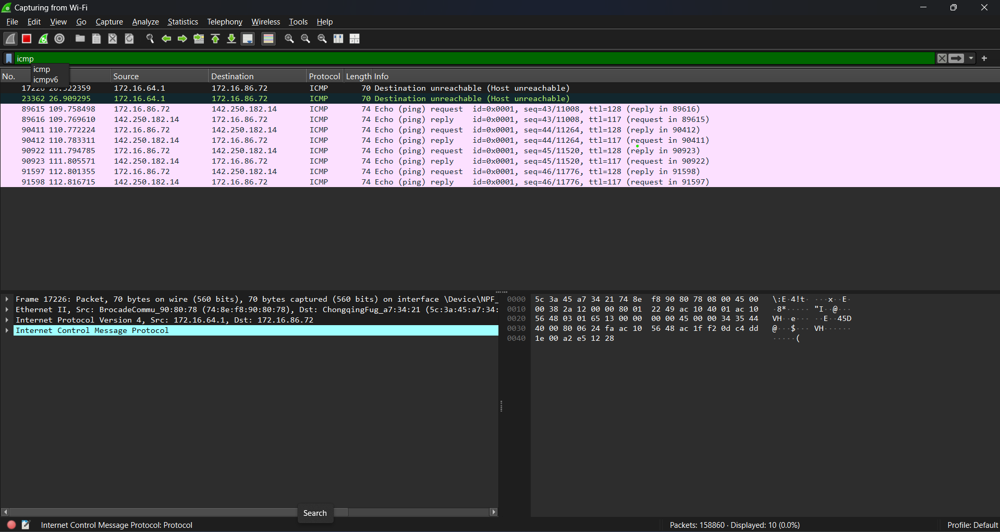 Capturing from Wi-Fi
File Edit View Go Capture Analyze Statistics Telephony Wireless Tools Help
icmp
icmp
icmpv6
No. Source Destination Protocol Length Info
172.16.64.1 172.16.86.72 ICMP 70 Destination unreachable (Host unreachable)
23362 26.909295 172.16.64.1 172.16.86.72 ICMP 70 Destination unreachable (Host unreachable)
89615 109.758498 172.16.86.72 142.250.182.14 ICMP 74 Echo (ping) request id=0x0001, seq=43/11008, ttl=128 (reply in 89616)
89616 109.769610 142.250.182.14 172.16.86.72 ICMP 74 Echo (ping) reply id=0x0001, seq=43/11008, ttl=117 (request in 89615)
90411 110.772224 172.16.86.72 142.250.182.14 ICMP 74 Echo (ping) request id=0x0001, seq=44/11264, ttl=128 (reply in 90412)
90412 110.783311 142.250.182.14 172.16.86.72 ICMP 74 Echo (ping) reply id=0x0001, seq=44/11264, ttl=117 (request in 90411)
90922 111.794785 172.16.86.72 142.250.182.14 ICMP 74 Echo (ping) request id=0x0001, seq=45/11520, ttl=128 (reply in 90923)
90923 111.805571 142.250.182.14 172.16.86.72 ICMP 74 Echo (ping) reply id=0x0001, seq=45/11520, ttl=117 (request in 90922)
91597 112.801355 172.16.86.72 142.250.182.14 ICMP 74 Echo (ping) request id=0x0001, seq=46/11776, ttl=128 (reply in 91598)
91598 112.816715 142.250.182.14 172.16.86.72 ICMP 74 Echo (ping) reply id=0x0001, seq=46/11776, ttl=117 (request in 91597)
Frame 17226: Packet, 70 bytes on wire (560 bits), 70 bytes captured (560 bits) on interface \Device\NPF_
Ethernet II, Src: BrocadeCommu_90:80:78 (74:8e:f8:90:80:78), Dst: ChongqingFug_a7:34:21 (5c:3a:45:a7:34:
Internet Protocol Version 4, Src: 172.16.64.1, Dst: 172.16.86.72
Internet Control Message Protocol
0000 5c 3a 45 a7 34 21 74 8e f8 90 80 78 08 00 45 00 \:E·4!t· ···x··E·
0010 00 38 2a 12 00 00 80 01 22 49 ac 10 40 01 ac 10 ·8*····· "I··@···
0020 56 48 03 01 65 13 00 00 00 00 45 00 00 34 35 44 VH··e··· ··E··45D
0030 40 00 80 06 24 fa ac 10 56 48 ac 1f f2 0d c4 dd @···$··· VH······
0040 1e 00 a2 e5 12 28 ·····(
Search
Internet Control Message Protocol: Protocol
Packets: 158860 · Displayed: 10 (0.0%)
Profile: Default